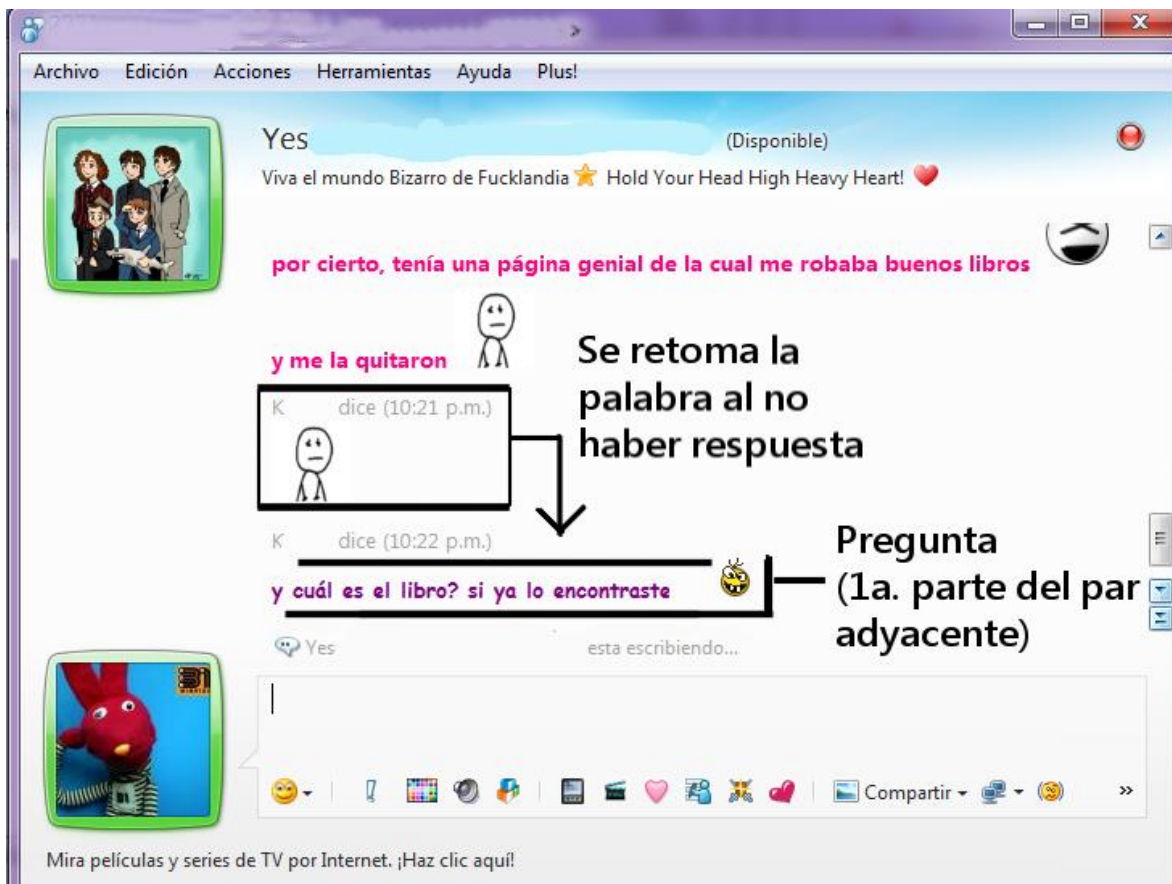 Archivo Edición Acciones Herramientas Ayuda Plus!
Yes (Disponible)
Viva el mundo Bizarro de Fucklandia Hold Your Head High Heavy Heart!
por cierto, tenía una página genial de la cual me robaba buenos libros
y me la quitaron
Se retoma la
palabra al no
haber respuesta
K dice (10:21 p.m.)
K dice (10:22 p.m.)
y cuál es el libro? si ya lo encontraste
Pregunta
(1a. parte del par
adyacente)
Yes esta escribiendo...
Compartir
Mira películas y series de TV por Internet. ¡Haz clic aquí!